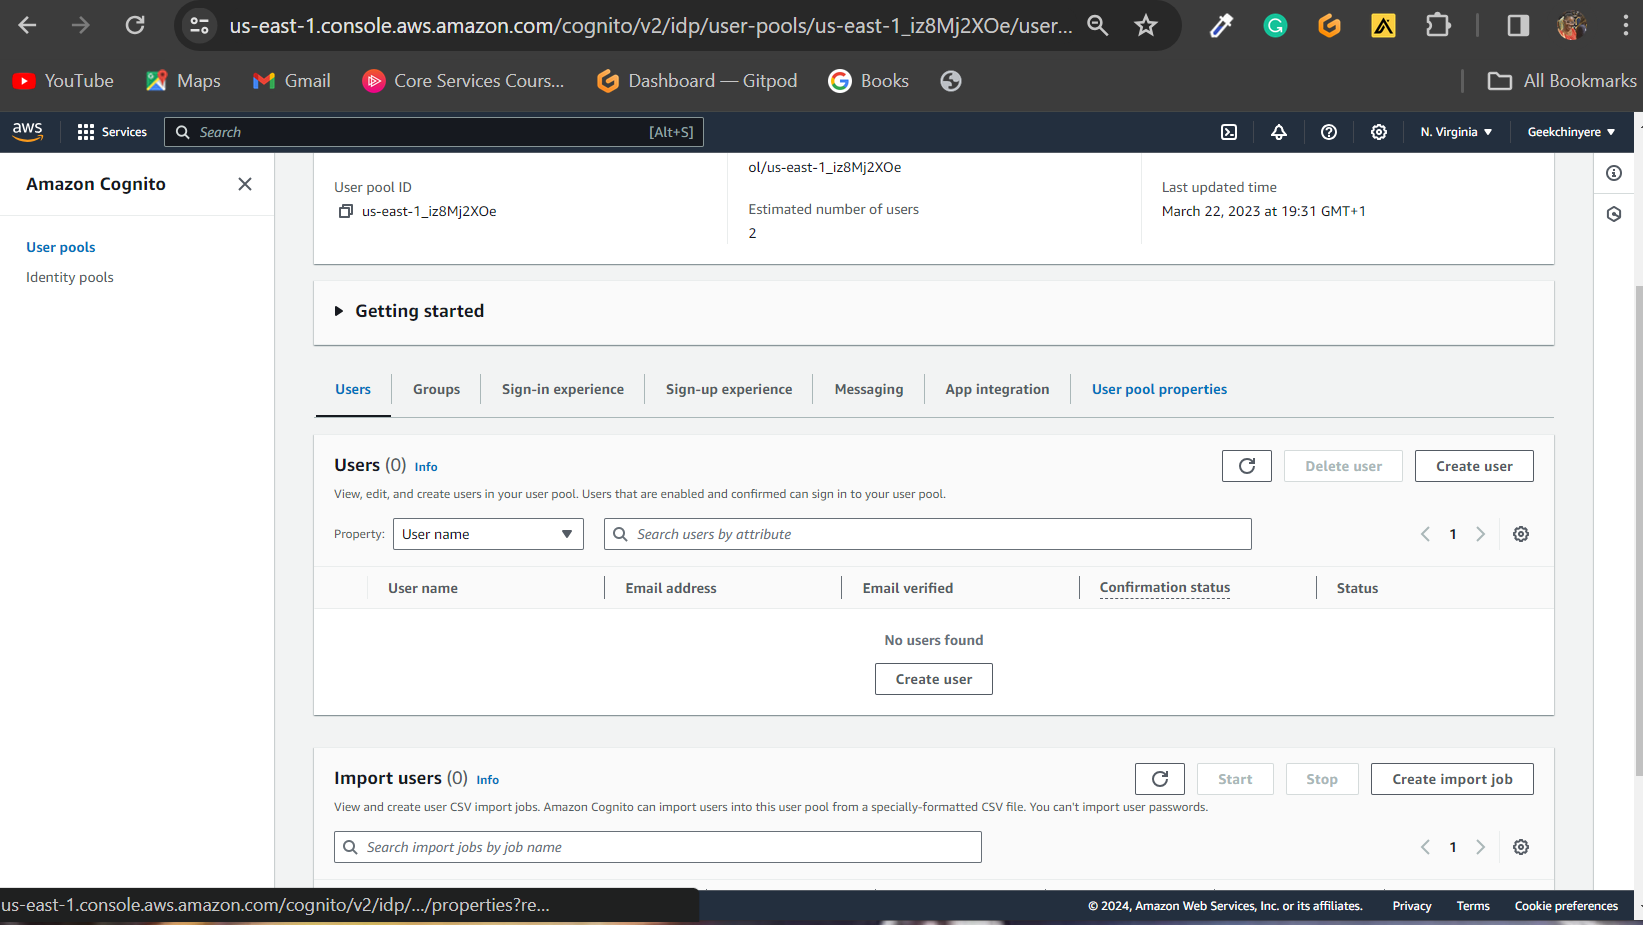 us-east-1.console.aws.amazon.com/cognito/v2/idp/user-pools/us-east-1_iz8Mj2XOe/user...
YouTube Maps Gmail Core Services Cours... Dashboard — Gitpod Books All Bookmarks
aws Services Search [Alt+S] N. Virginia Geekchinyere
Amazon Cognito
User pools
Identity pools
ol/us-east-1_iz8Mj2XOe
User pool ID
us-east-1_iz8Mj2XOe
Estimated number of users
2
Last updated time
March 22, 2023 at 19:31 GMT+1
Getting started
Users Groups Sign-in experience Sign-up experience Messaging App integration User pool properties
Users (0) Info
Delete user Create user
View, edit, and create users in your user pool. Users that are enabled and confirmed can sign in to your user pool.
Property: User name Search users by attribute 1
User name Email address Email verified Confirmation status Status
No users found
Create user
Import users (0) Info
Start Stop Create import job
View and create user CSV import jobs. Amazon Cognito can import users into this user pool from a specially-formatted CSV file. You can't import user passwords.
Search import jobs by job name 1
us-east-1.console.aws.amazon.com/cognito/v2/idp/.../properties?re...
© 2024, Amazon Web Services, Inc. or its affiliates. Privacy Terms Cookie preferences